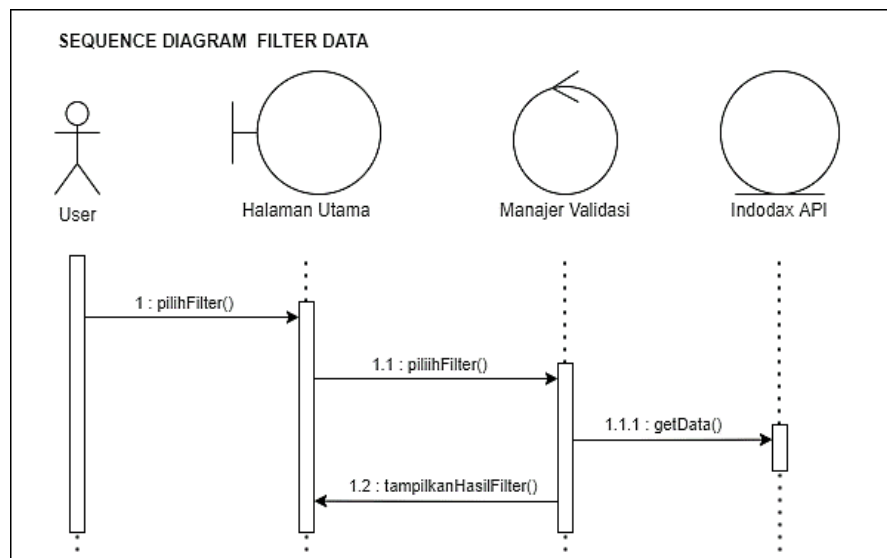 SEQUENCE DIAGRAM FILTER DATA
User
Halaman Utama
Manajer Validasi
Indodax API
1 : pilihFilter()
1.1 : piliihFilter()
1.1.1 : getData()
1.2 : tampilkanHasilFilter()